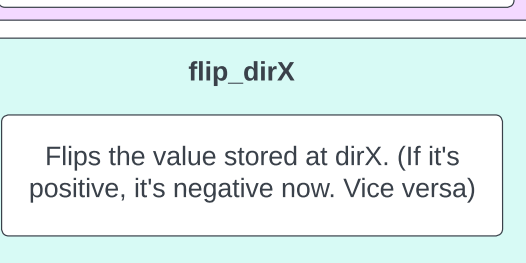 flip_dirX
Flips the value stored at dirX. (If it's
positive, it's negative now. Vice versa)